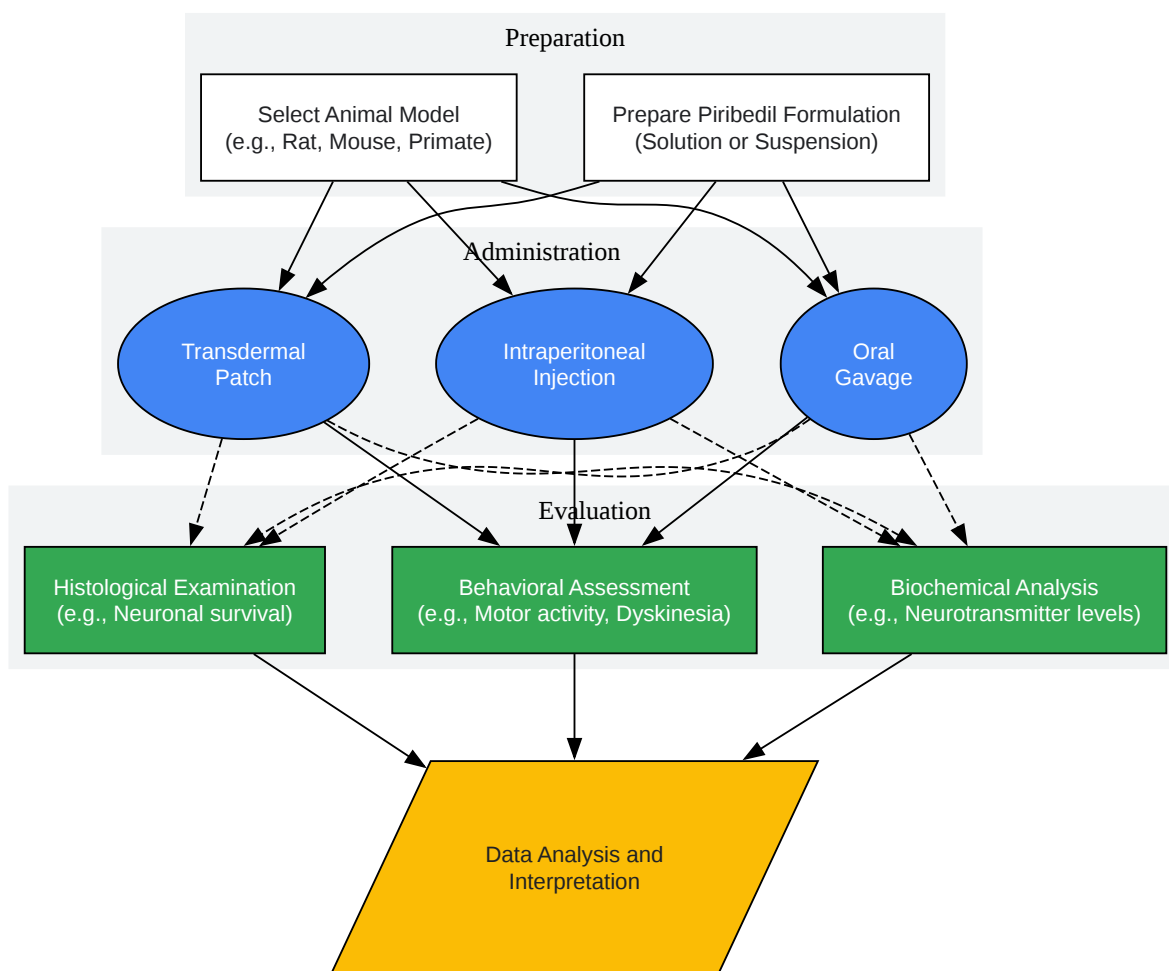 Preparation
Select Animal Model
(e.g., Rat, Mouse, Primate)
Prepare Piribedil Formulation
(Solution or Suspension)
Administration
Transdermal
Patch
Intraperitoneal
Injection
Oral
Gavage
Evaluation
Histological Examination
(e.g., Neuronal survival)
Behavioral Assessment
(e.g., Motor activity, Dyskinesia)
Biochemical Analysis
(e.g., Neurotransmitter levels)
Data Analysis and
Interpretation